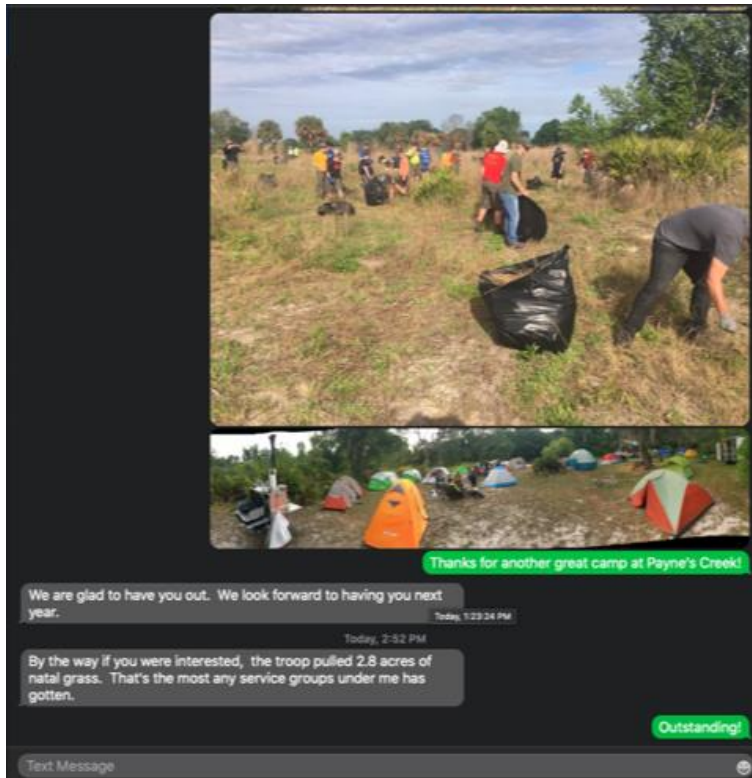 Thanks for another great camp at Payne's Creek!
We are glad to have you out.  We look forward to having you next
year.
Today, 1:23:24 PM
Today, 2:52 PM
By the way if you were interested,  the troop pulled 2.8 acres of
natal grass.  That's the most any service groups under me has
gotten.
Outstanding!
Text Message